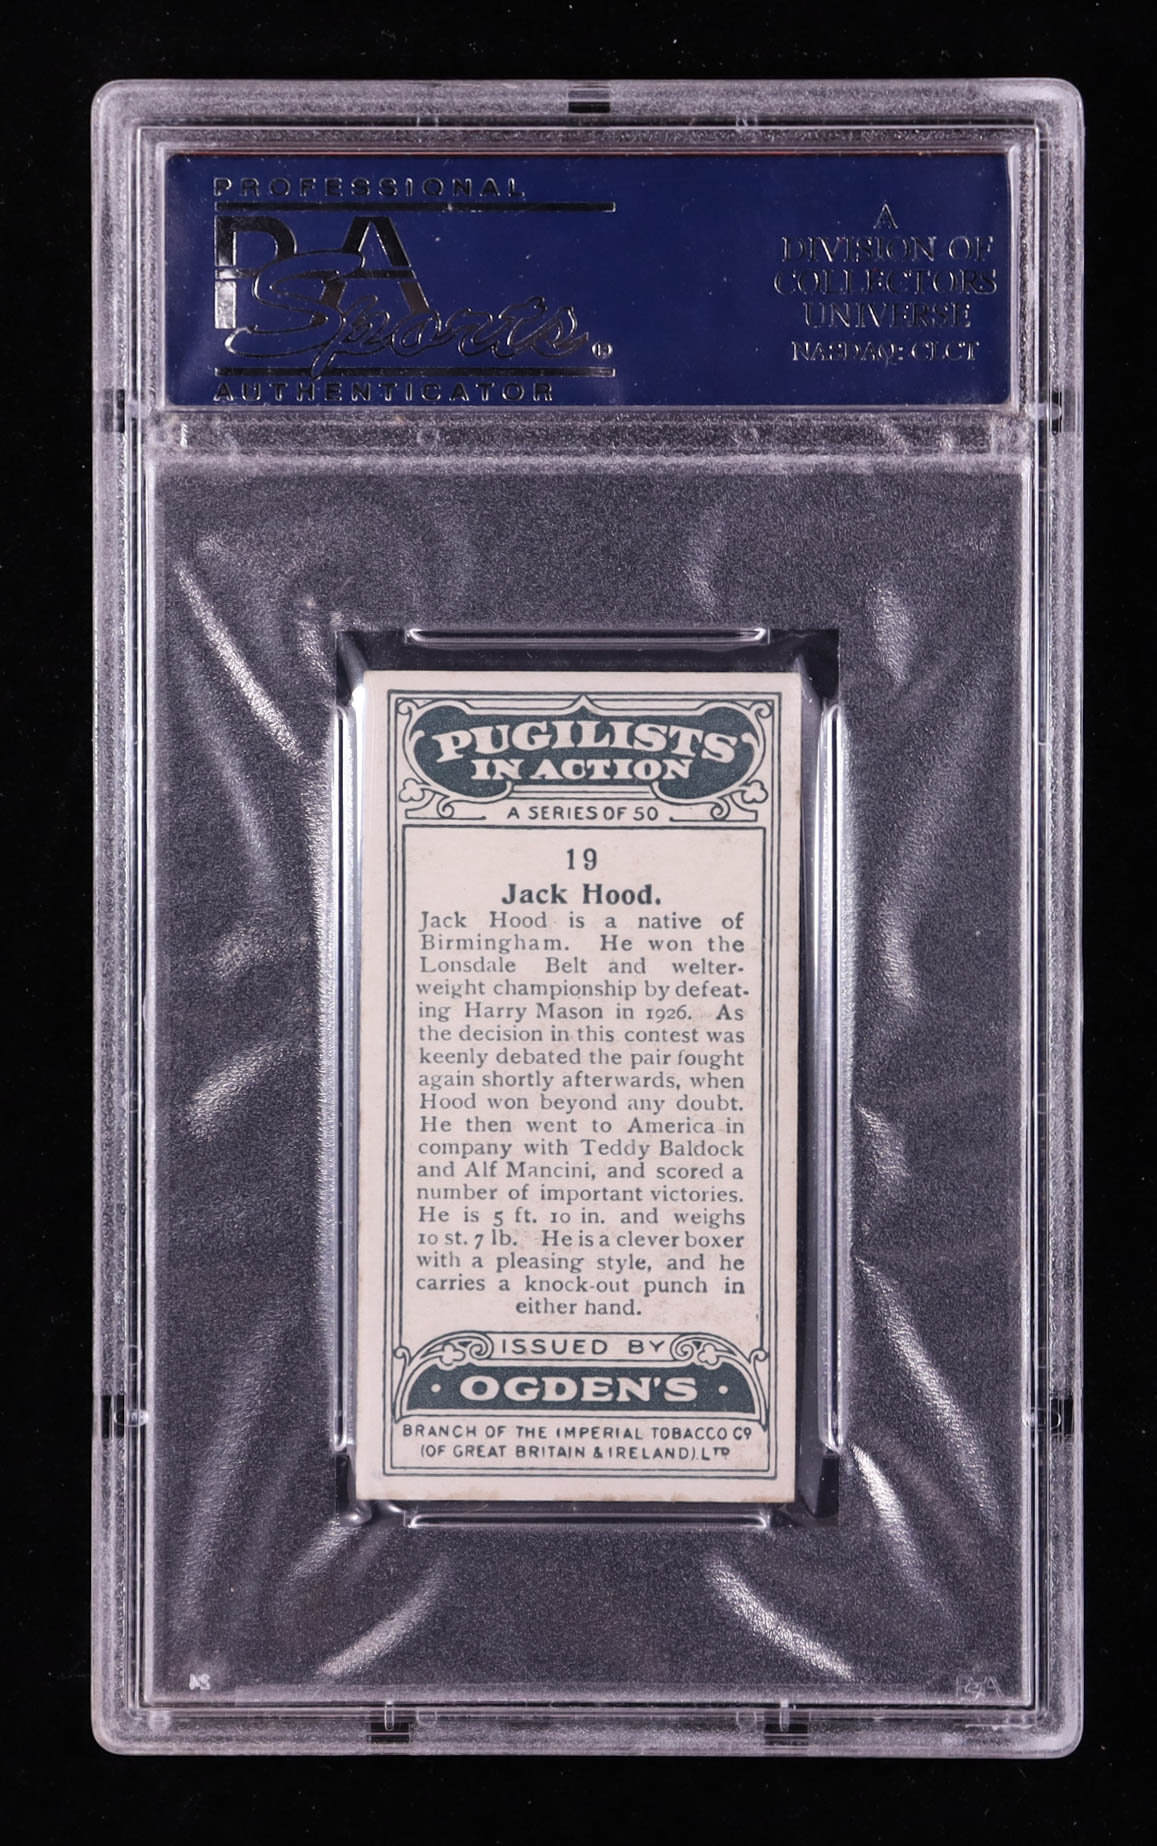 PROFESSIONAL
PSA
Sports®
AUTHENTICATOR
A
DIVISION OF
COLLECTORS
UNIVERSE
NASDAQ: CLCT
PUGILISTS
IN ACTION
A SERIES OF 50
19
Jack Hood.
Jack Hood is a native of
Birmingham. He won the
Lonsdale Belt and welter-
weight championship by defeat-
ing Harry Mason in 1926. As
the decision in this contest was
keenly debated the pair fought
again shortly afterwards, when
Hood won beyond any doubt.
He then went to America in
company with Teddy Baldock
and Alf Mancini, and scored a
number of important victories.
He is 5 ft. 10 in. and weighs
10 st. 7 lb. He is a clever boxer
with a pleasing style, and he
carries a knock-out punch in
either hand.
ISSUED BY
· OGDEN'S ·
BRANCH OF THE IMPERIAL TOBACCO Co
(OF GREAT BRITAIN & IRELAND). LTD
PSA